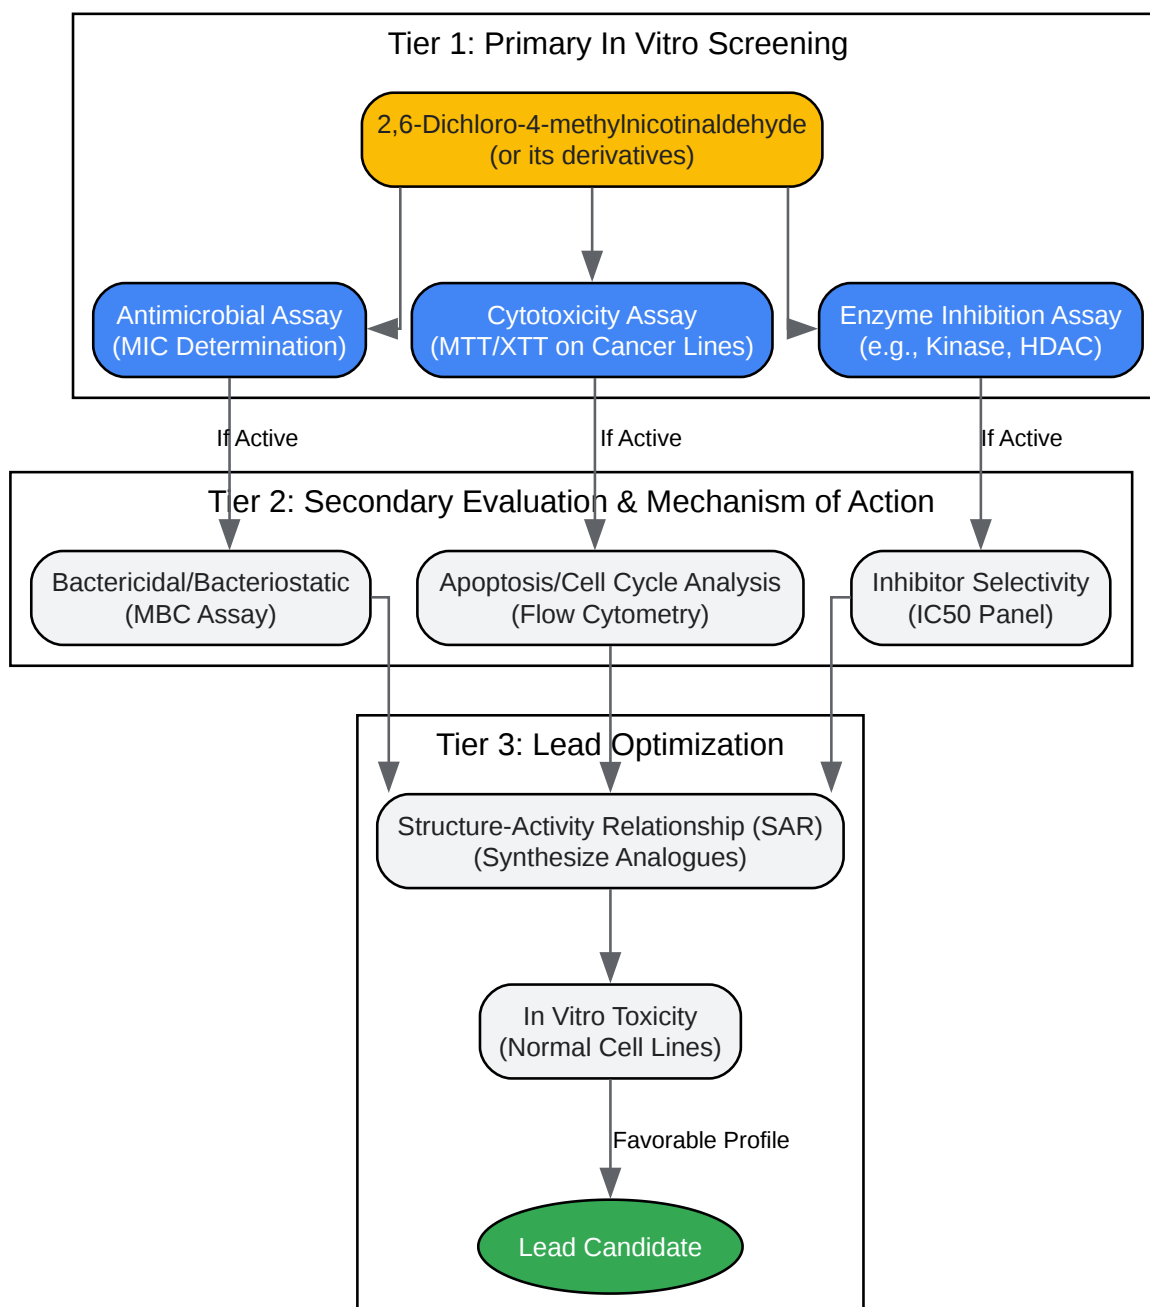 Tier 1: Primary In Vitro Screening
2,6-Dichloro-4-methylnicotinaldehyde
(or its derivatives)
Antimicrobial Assay
(MIC Determination)
Cytotoxicity Assay
(MTT/XTT on Cancer Lines)
Enzyme Inhibition Assay
(e.g., Kinase, HDAC)
If Active
If Active
If Active
Tier 2: Secondary Evaluation & Mechanism of Action
Bactericidal/Bacteriostatic
(MBC Assay)
Apoptosis/Cell Cycle Analysis
(Flow Cytometry)
Inhibitor Selectivity
(IC50 Panel)
Tier 3: Lead Optimization
Structure-Activity Relationship (SAR)
(Synthesize Analogues)
In Vitro Toxicity
(Normal Cell Lines)
Favorable Profile
Lead Candidate